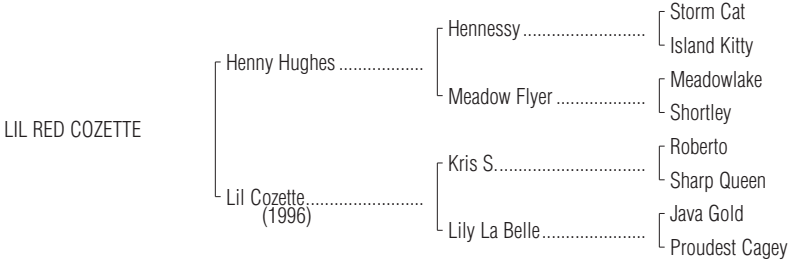 Storm Cat
Hennessy ..........................
Island Kitty
Henny Hughes ..................
Meadowlake
Meadow Flyer ...................
Shortley
LIL RED COZETTE
Roberto
Kris S. ................................
Sharp Queen
Lil Cozette .........................
(1996)
Java Gold
Lily La Belle ......................
Proudest Cagey